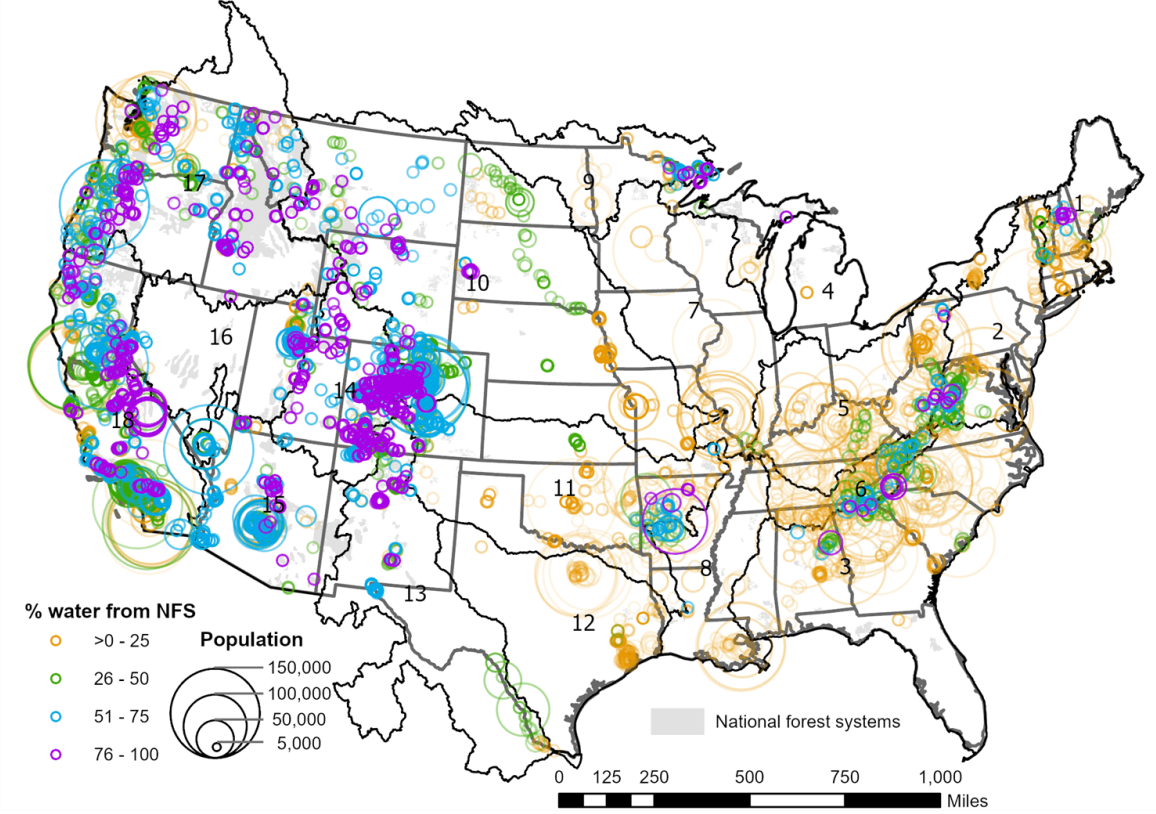 17
9
1
10
4
7
2
16
14
5
18
11
6
15
8
3
13
12
% water from NFS
>0 - 25
26 - 50
51 - 75
76 - 100
Population
150,000
100,000
50,000
5,000
National forest systems
0 125 250 500 750 1,000
Miles